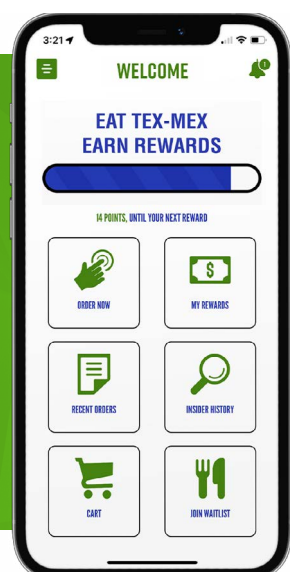 3:21
WELCOME
1
EAT TEX-MEX
EARN REWARDS
14 POINTS, UNTIL YOUR NEXT REWARD
ORDER NOW
$
MY REWARDS
RECENT ORDERS
INSIDER HISTORY
CART
JOIN WAITLIST